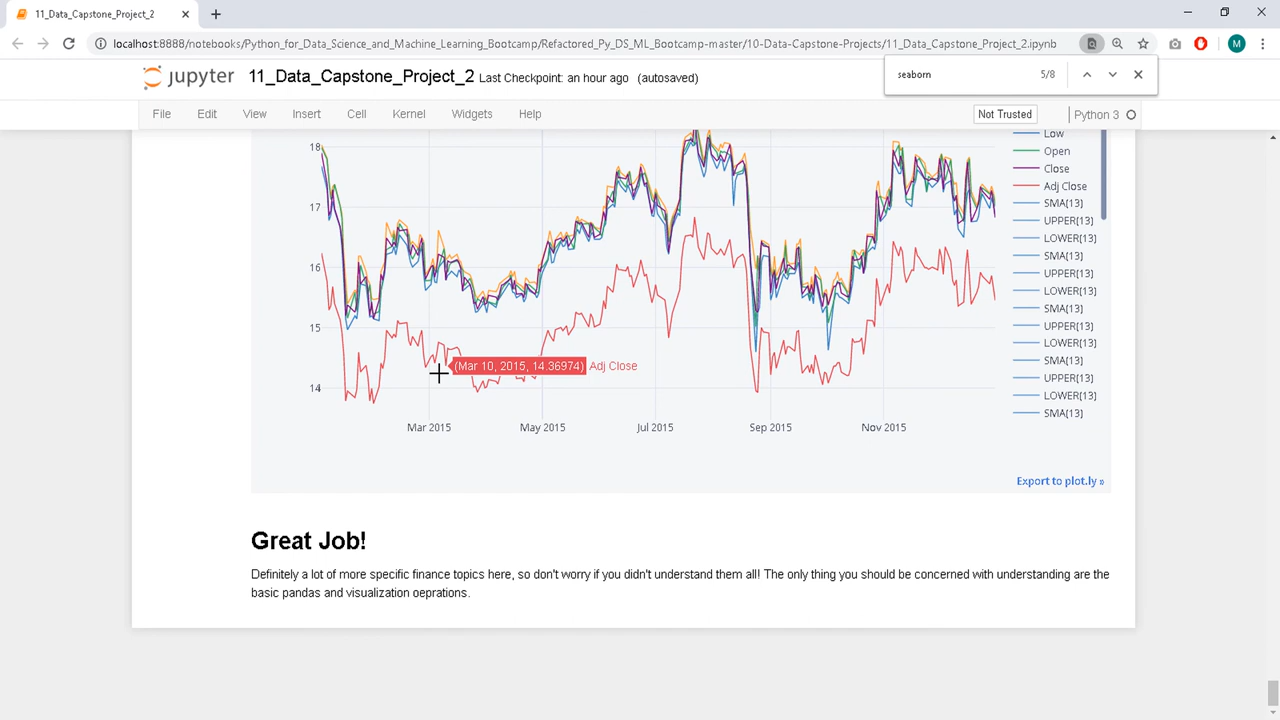 11_Data_Capstone_Project_2
localhost:8888/notebooks/Python_for_Data_Science_and_Machine_Learning_Bootcamp/Refactored_Py_DS_ML_Bootcamp-master/10-Data-Capstone-Projects/11_Data_Capstone_Project_2.ipynb
M
seaborn 5/8
jupyter 11_Data_Capstone_Project_2 Last Checkpoint: an hour ago (autosaved)
File Edit View Insert Cell Kernel Widgets Help Not Trusted Python 3
18
17
16
15
14
Mar 2015 May 2015 Jul 2015 Sep 2015 Nov 2015
(Mar 10, 2015, 14.36974) Adj Close
Low
Open
Close
Adj Close
SMA[13]
UPPER[13]
LOWER[13]
SMA[13]
UPPER[13]
LOWER[13]
SMA[13]
UPPER[13]
LOWER[13]
SMA[13]
UPPER[13]
LOWER[13]
SMA[13]
Export to plot.ly »
Great Job!
Definitely a lot of more specific finance topics here, so don't worry if you didn't understand them all! The only thing you should be concerned with understanding are the
basic pandas and visualization oeprations.